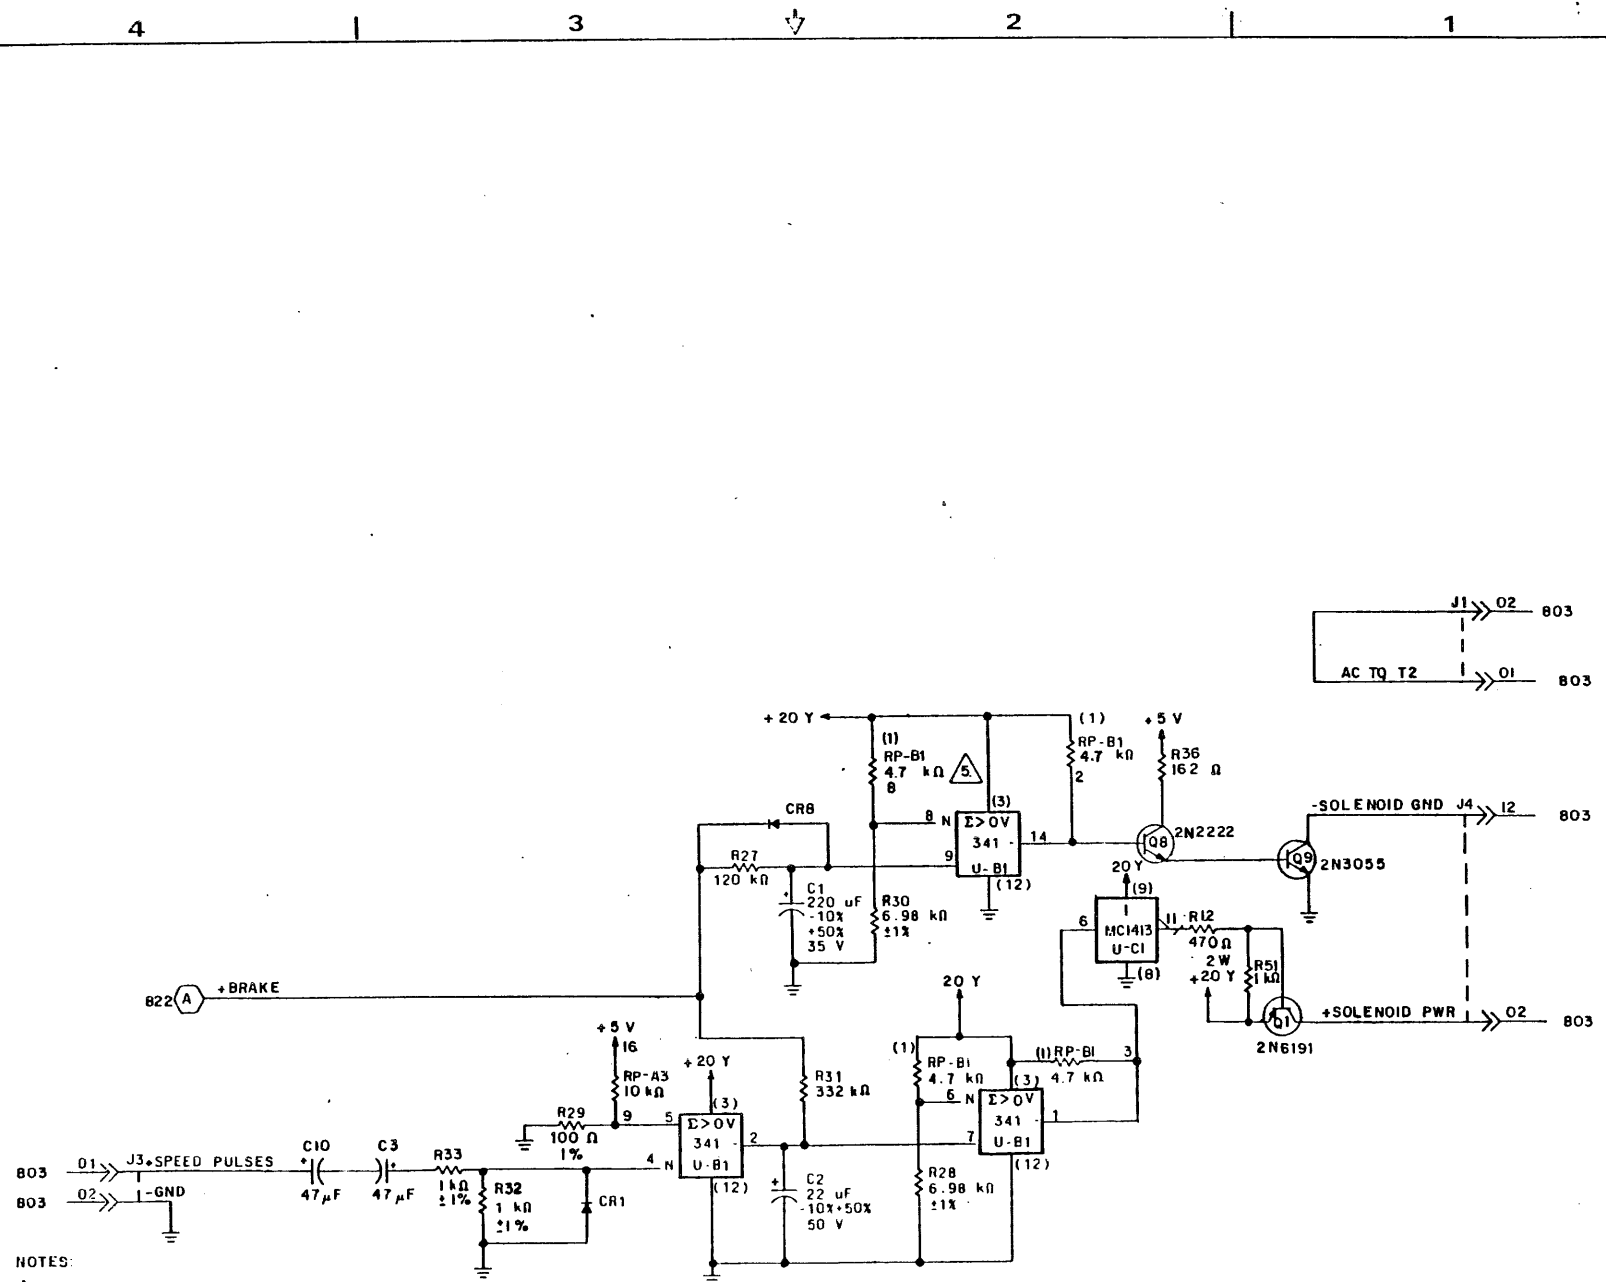 4 3 2 1
J1 02 803
AC TO T2 01 803
+ 20 Y
(1)
RP-B1
4.7 kΩ
8
5.
(1)
RP-B1
4.7 kΩ
2
+5 V
R36
162 Ω
CR8
8 N
(3)
Σ>0V
341 -
U-B1
(12)
9
14
Q8
2N2222
-SOLENOID GND J4 12 803
Q9
2N3055
R27
120 kΩ
C1
+
220 uF
-10%
+50%
35 V
R30
6.98 kΩ
±1%
20 Y
(9)
6
I
MC1413
U-C1
(8)
11
R12
470Ω
2W
+20 Y
R51
1 kΩ
Q1
2N6191
+SOLENOID PWR 02 803
822 A +BRAKE
+5 V
16
RP-A3
10 kΩ
9
R29
100 Ω
1%
+20 Y
(3)
5
Σ>0V
341 -
U-B1
4 N
2
(12)
R31
332 kΩ
20 Y
(1)
RP-B1
4.7 kΩ
6 N
(1) RP-B1
4.7 kΩ
3
(3)
Σ>0V
341 -
U-B1
7
1
(12)
R28
6.98 kΩ
±1%
C2
+
22 uF
-10%+50%
50 V
803 01 J3 +SPEED PULSES
803 02 1 -GND
C10
+
47µF
C3
+
47µF
R33
1 kΩ
±1%
R32
1 kΩ
±1%
CR1
NOTES: